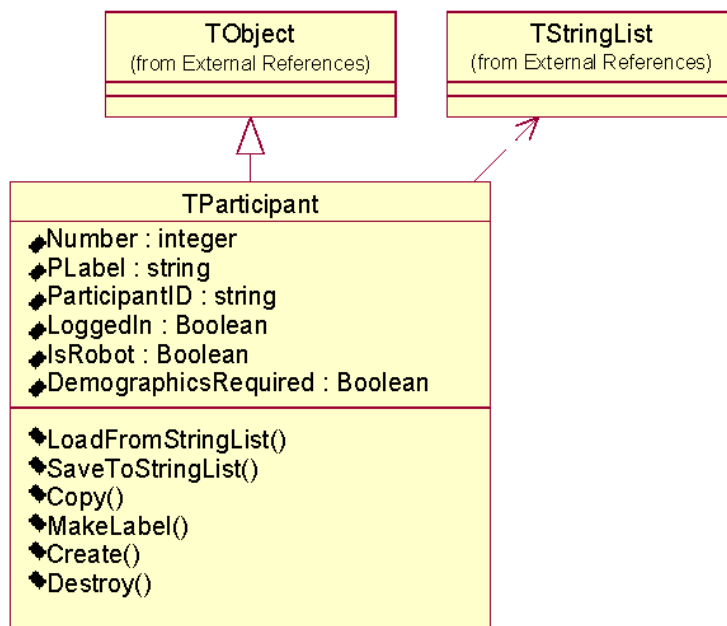 TObject
(from External References)
TStringList
(from External References)
TParticipant
Number : integer
PLabel : string
ParticipantID : string
LoggedIn : Boolean
IsRobot : Boolean
DemographicsRequired : Boolean
LoadFromStringList()
SaveToStringList()
Copy()
MakeLabel()
Create()
Destroy()